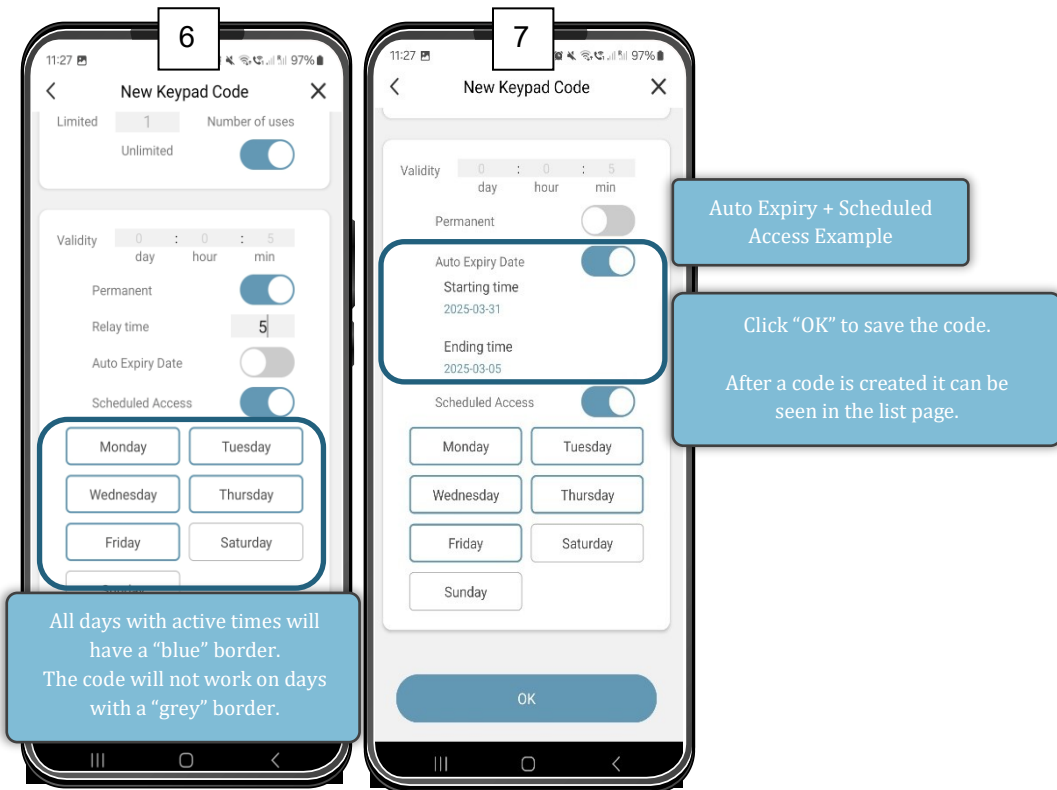 6
11:27
97%
New Keypad Code
Limited 1 Number of uses
Unlimited
Validity 0 : 0 : 5
day hour min
Permanent
Relay time 5
Auto Expiry Date
Scheduled Access
Monday Tuesday
Wednesday Thursday
Friday Saturday
All days with active times will
have a “blue” border.
The code will not work on days
with a “grey” border.
7
11:27
97%
New Keypad Code
Validity 0 : 0 : 5
day hour min
Permanent
Auto Expiry Date
Starting time
2025-03-31
Ending time
2025-03-05
Scheduled Access
Monday Tuesday
Wednesday Thursday
Friday Saturday
Sunday
OK
Auto Expiry + Scheduled
Access Example
Click “OK” to save the code.
After a code is created it can be
seen in the list page.